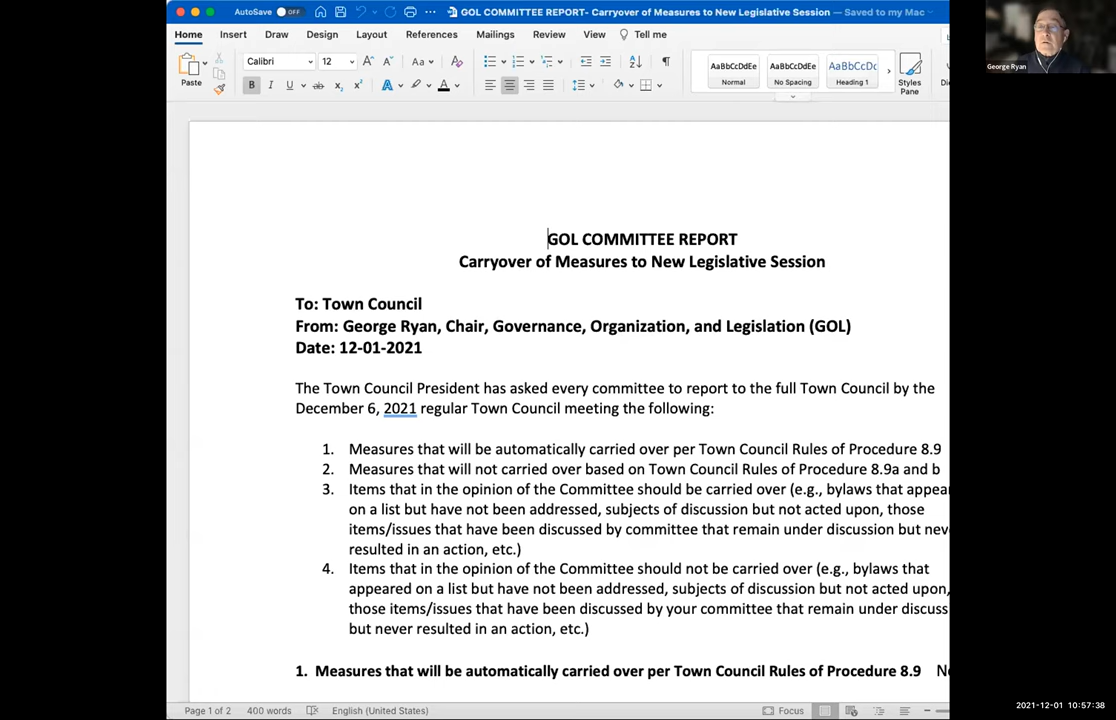 AutoSave OFF
GOL COMMITTEE REPORT- Carryover of Measures to New Legislative Session — Saved to my Mac
Home Insert Draw Design Layout References Mailings Review View Tell me
Paste
Calibri 12
AaBbCcDdEe AaBbCcDdEe AaBbCcDc
Normal No Spacing Heading 1
Styles Pane
George Ryan
GOL COMMITTEE REPORT
Carryover of Measures to New Legislative Session
To: Town Council
From: George Ryan, Chair, Governance, Organization, and Legislation (GOL)
Date: 12-01-2021
The Town Council President has asked every committee to report to the full Town Council by the
December 6, 2021 regular Town Council meeting the following:
1. Measures that will be automatically carried over per Town Council Rules of Procedure 8.9
2. Measures that will not carried over based on Town Council Rules of Procedure 8.9a and b
3. Items that in the opinion of the Committee should be carried over (e.g., bylaws that appear
on a list but have not been addressed, subjects of discussion but not acted upon, those
items/issues that have been discussed by committee that remain under discussion but nev
resulted in an action, etc.)
4. Items that in the opinion of the Committee should not be carried over (e.g., bylaws that
appeared on a list but have not been addressed, subjects of discussion but not acted upon,
those items/issues that have been discussed by your committee that remain under discuss
but never resulted in an action, etc.)
1. Measures that will be automatically carried over per Town Council Rules of Procedure 8.9
Page 1 of 2 400 words English (United States) Focus
2021-12-01 10:57:38